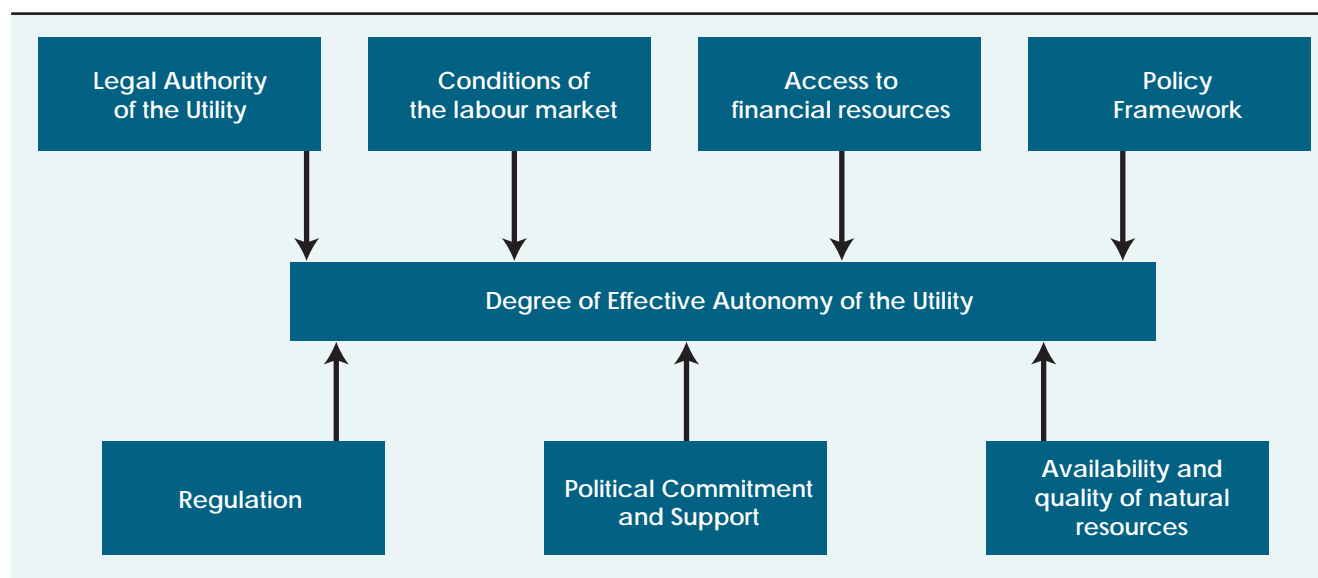 Legal Authority
of the Utility
Conditions of
the labour market
Access to
financial resources
Policy
Framework
Degree of Effective Autonomy of the Utility
Regulation
Political Commitment
and Support
Availability and
quality of natural
resources